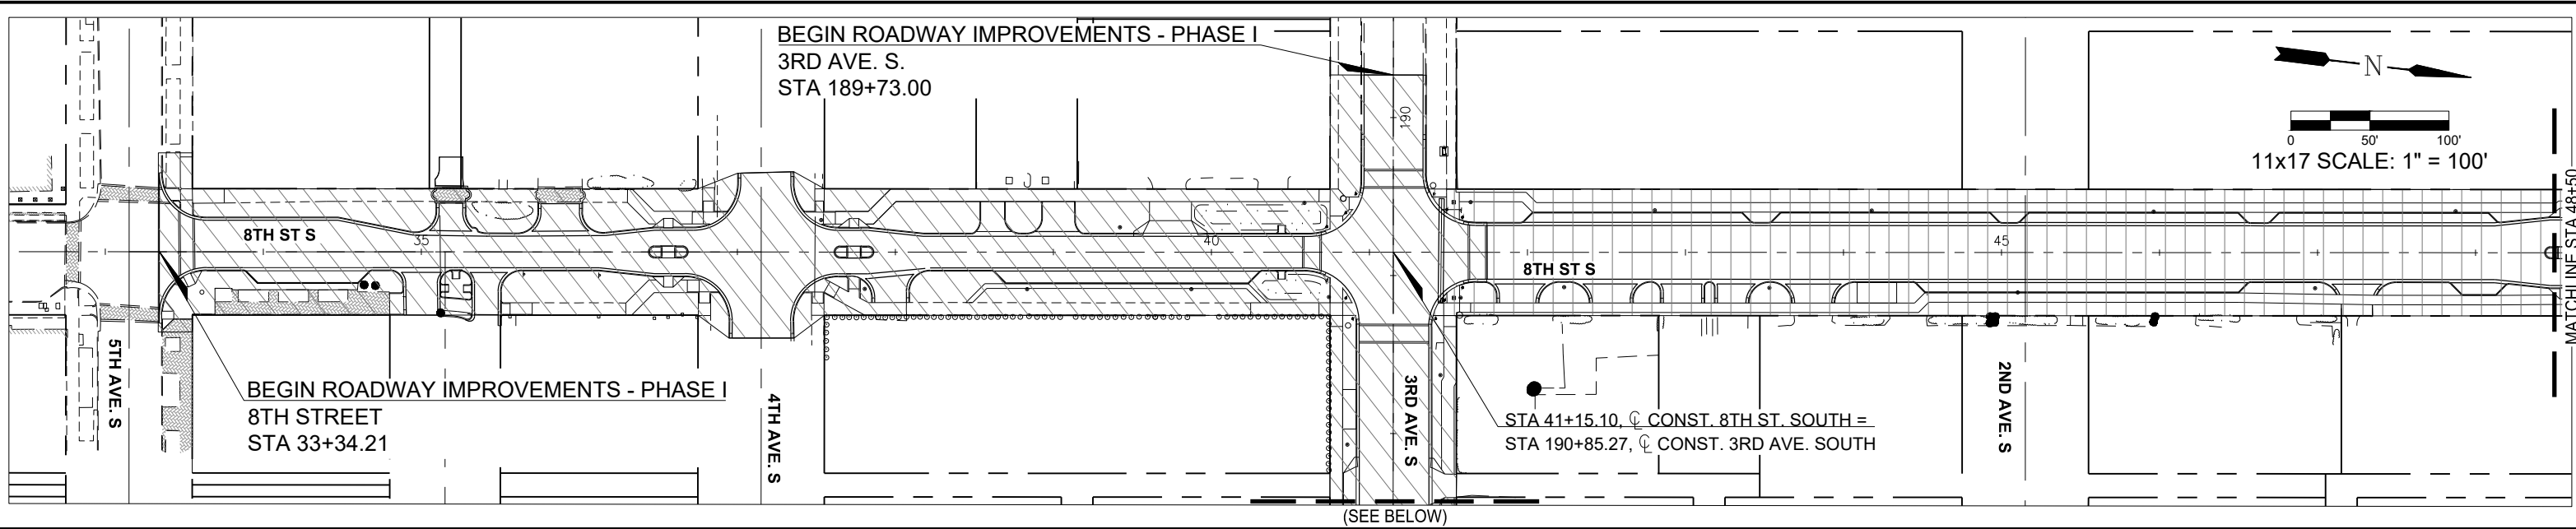 BEGIN ROADWAY IMPROVEMENTS - PHASE I
3RD AVE. S.
STA 189+73.00
N
0 50' 100'
11x17 SCALE: 1" = 100'
190
8TH ST S
35
40
45
8TH ST S
MATCHLINE STA 48+50
5TH AVE. S
BEGIN ROADWAY IMPROVEMENTS - PHASE I
8TH STREET
STA 33+34.21
4TH AVE. S
3RD AVE. S
2ND AVE. S
STA 41+15.10, ℄ CONST. 8TH ST. SOUTH =
STA 190+85.27, ℄ CONST. 3RD AVE. SOUTH
(SEE BELOW)